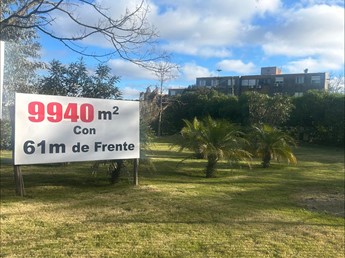 9940 m²
Con
61m de Frente